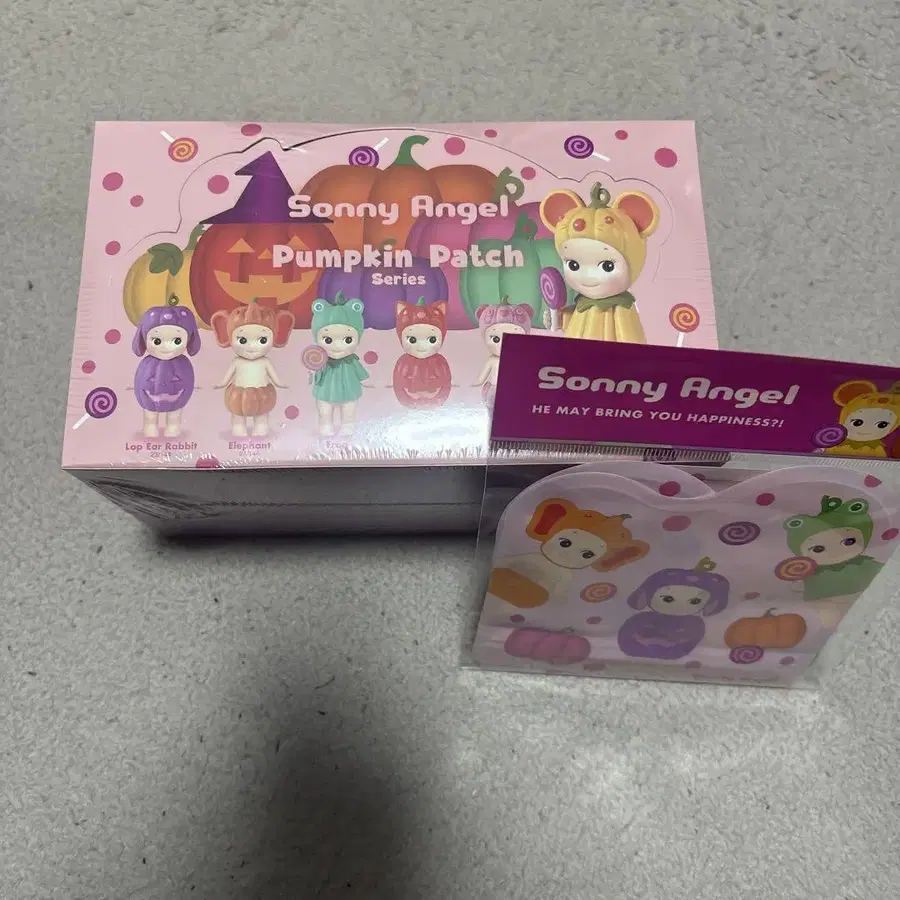 Sonny Angel
Pumpkin Patch
Series
Lop Ear Rabbit
Elephant
Frog
Sonny Angel
HE MAY BRING YOU HAPPINESS?!